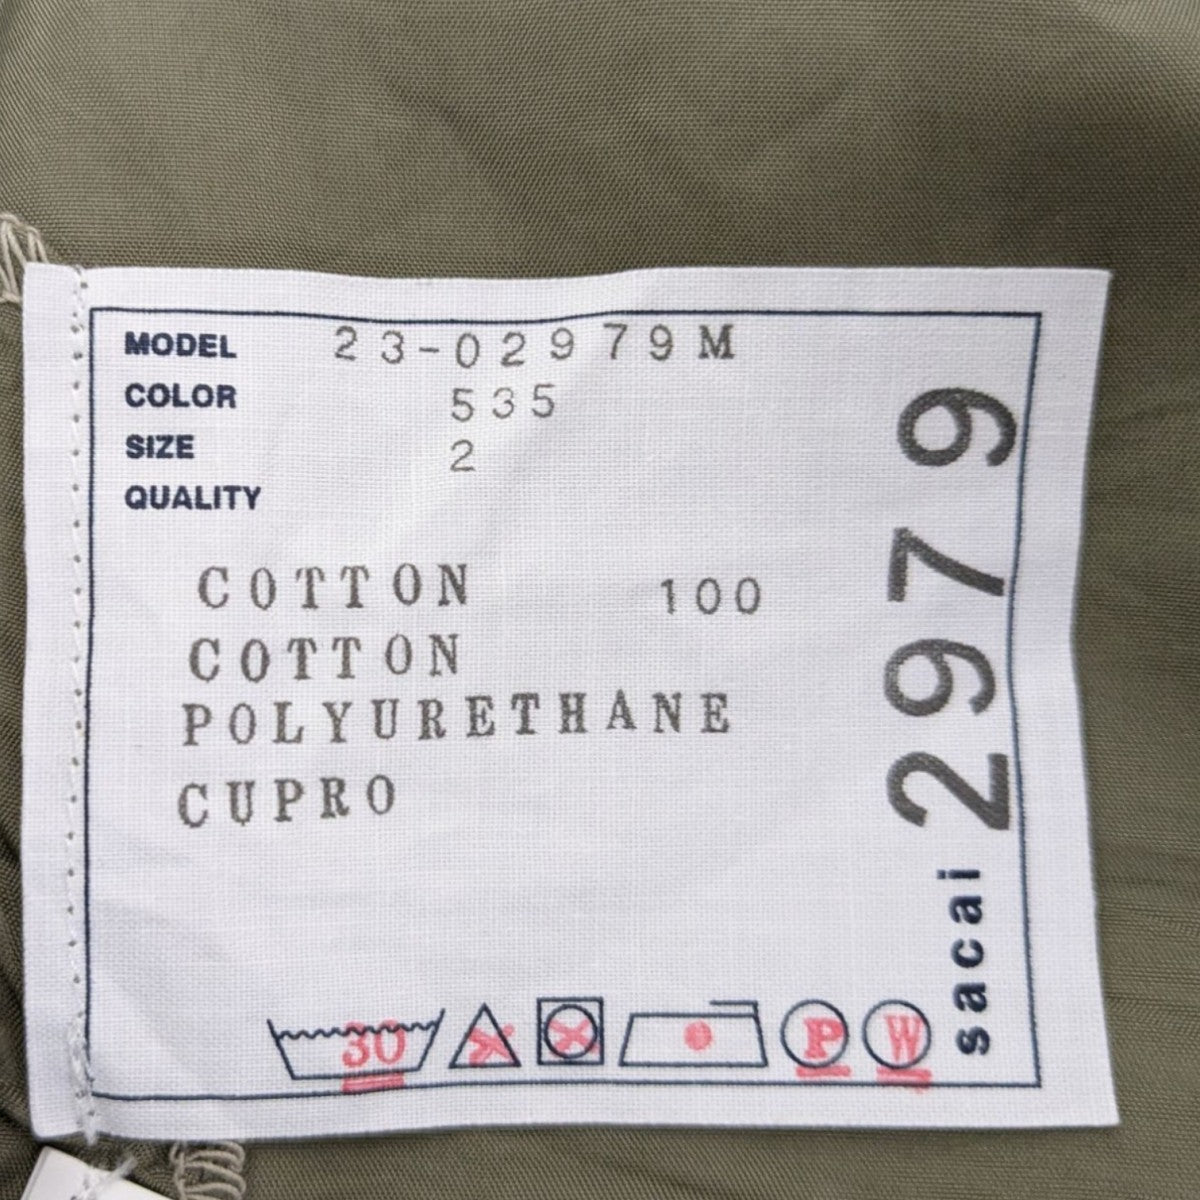 MODEL 23-02979M
COLOR 535
SIZE 2
QUALITY
COTTON 100
COTTON
POLYURETHANE
CUPRO
30
P
W
sacai 2979